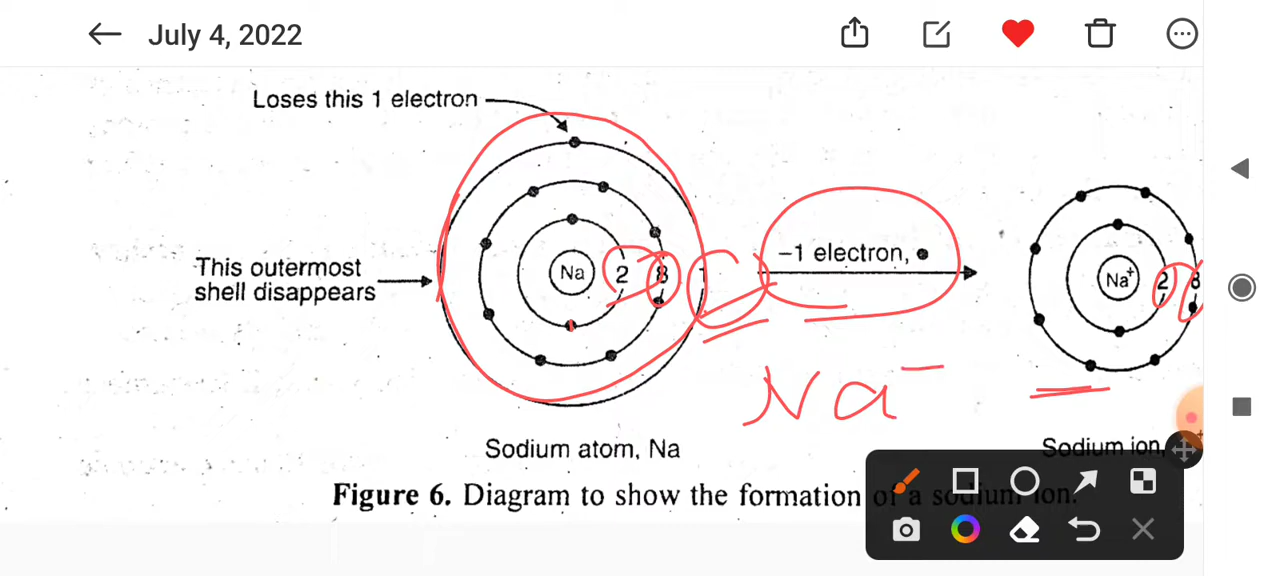 July 4, 2022
Loses this 1 electron
This outermost
shell disappears
Na
2
8
1
-1 electron,
Na⁺
2
8
Na⁻
Sodium atom, Na
Sodium ion,
Figure 6. Diagram to show the formation of a sodium ion.